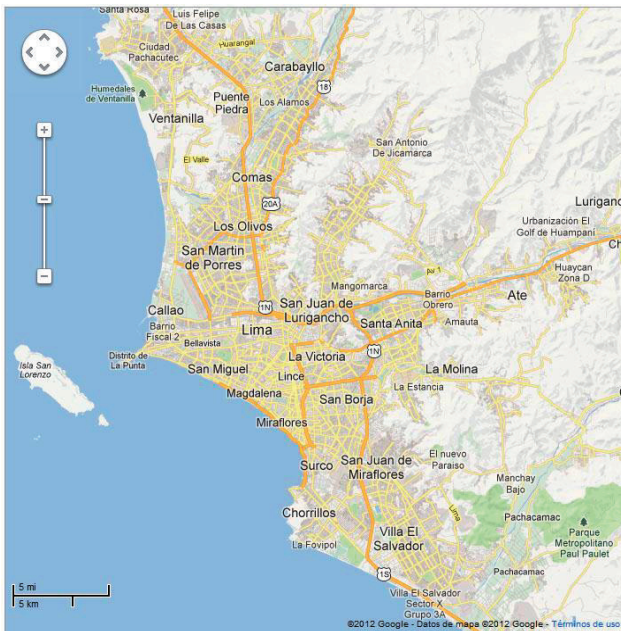 Santa Rosa
Luis Felipe
De Las Casas
Huarangal
Ciudad
Pachacutec
Carabayllo
18
Humedales
de Ventanilla
Puente
Piedra
Los Alamos
Ventanilla
San Antonio
De Jicamarca
El Valle
Comas
20A
Lurigancho
Los Olivos
Urbanización El
Golf de Huampani
Ch
San Martin
de Porres
Av 1
Huaycan
Zona D
Mangomarca
Barrio
Obrero
Ate
Callao
1N
San Juan de
Lurigancho
Santa Anita
Amauta
Barrio
Fiscal 2
Lima
Bellavista
La Victoria
1N
Distrito de
La Punta
Isla San
Lorenzo
San Miguel
Lince
La Molina
La Estancia
Magdalena
San Borja
Miraflores
Surco
San Juan de
Miraflores
El nuevo
Paraiso
Manchay
Bajo
Chorrillos
Lima
Pachacamac
La Fovipol
Villa El
Salvador
Parque
Metropolitano
Paul Paulet
1S
Pachacamac
5 mi
5 km
Villa El Salvador
Sector X
Grupo 3A
©2012 Google - Datos de mapa ©2012 Google - Términos de uso